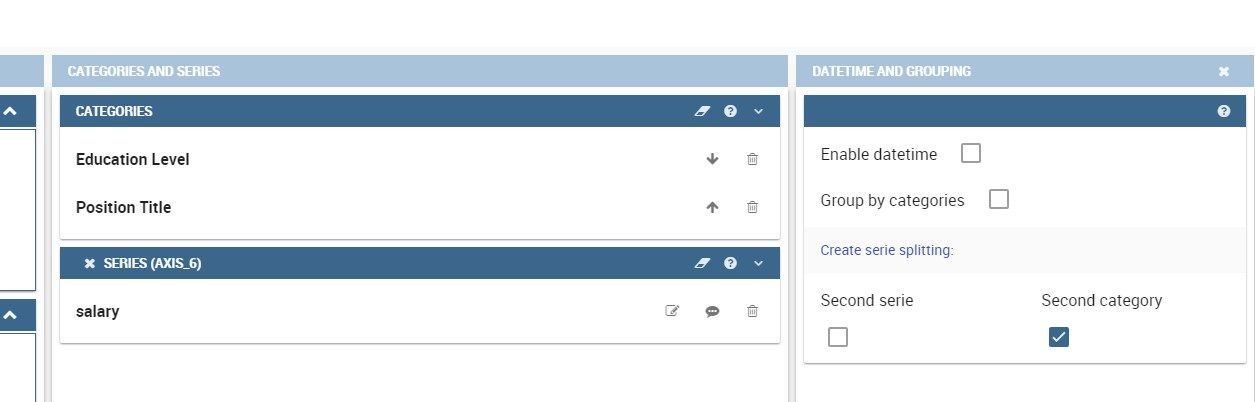 CATEGORIES AND SERIES
CATEGORIES
Education Level
Position Title
SERIES (AXIS_6)
salary
DATETIME AND GROUPING
Enable datetime
Group by categories
Create serie splitting:
Second serie
Second category